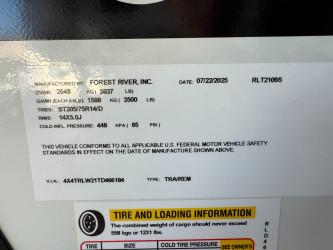 MANUFACTURED BY: FOREST RIVER, INC. DATE: 07/22/2025 RLT2109S
GVWR: 2648 KG ( 5837 LB)
GAWR (EACH AXLE): 1588 KG ( 3500 LB)
TIRES: ST205/75R14/D
RIMS: 14X5.0J
COLD INFL. PRESSURE: 448 KPA ( 65 PSI)
THIS VEHICLE CONFORMS TO ALL APPLICABLE U.S. FEDERAL MOTOR VEHICLE SAFETY
STANDARDS IN EFFECT ON THE DATE OF MANUFACTURE SHOWN ABOVE.
V.I.N.: 4X4TRLW21TD466184 TYPE: TRA/REM
TIRE AND LOADING INFORMATION
The combined weight of cargo should never exceed
558 kgs or 1231 lbs.
TIRE SIZE COLD TIRE PRESSURE SEE OWNER'S
RLD46